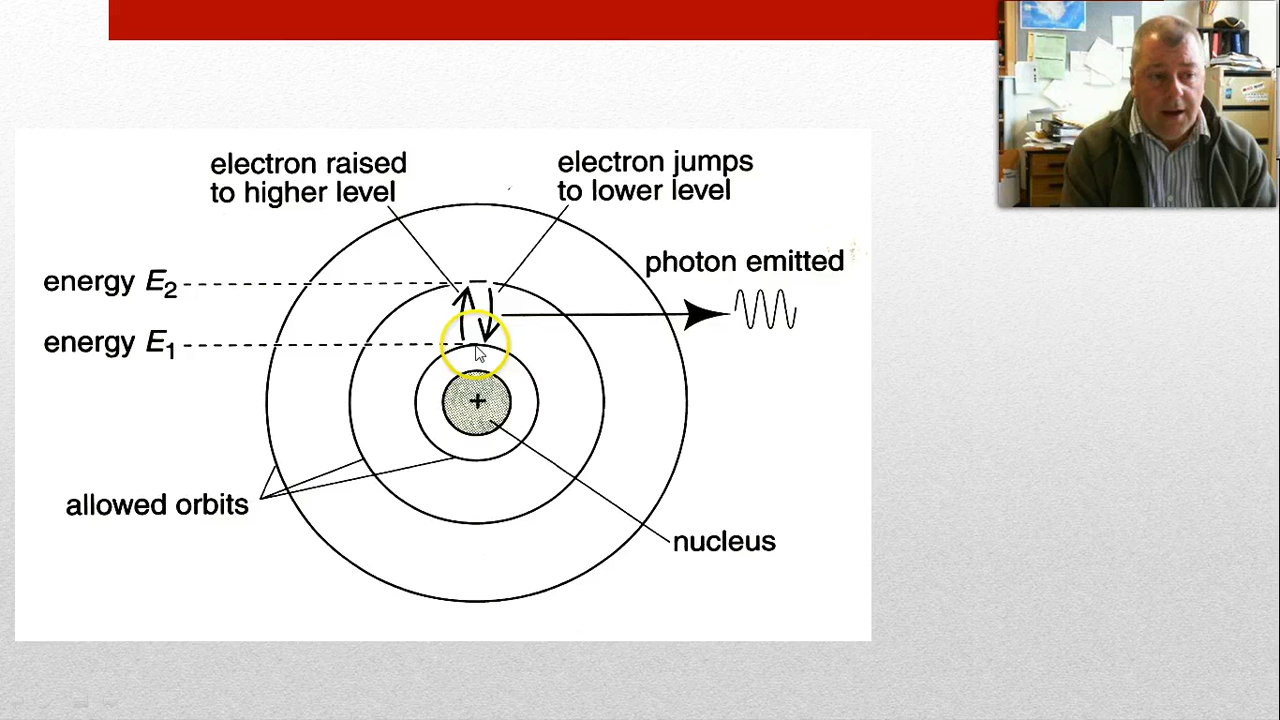 electron raised
to higher level
electron jumps
to lower level
photon emitted
energy E₂
energy E₁
+
allowed orbits
nucleus